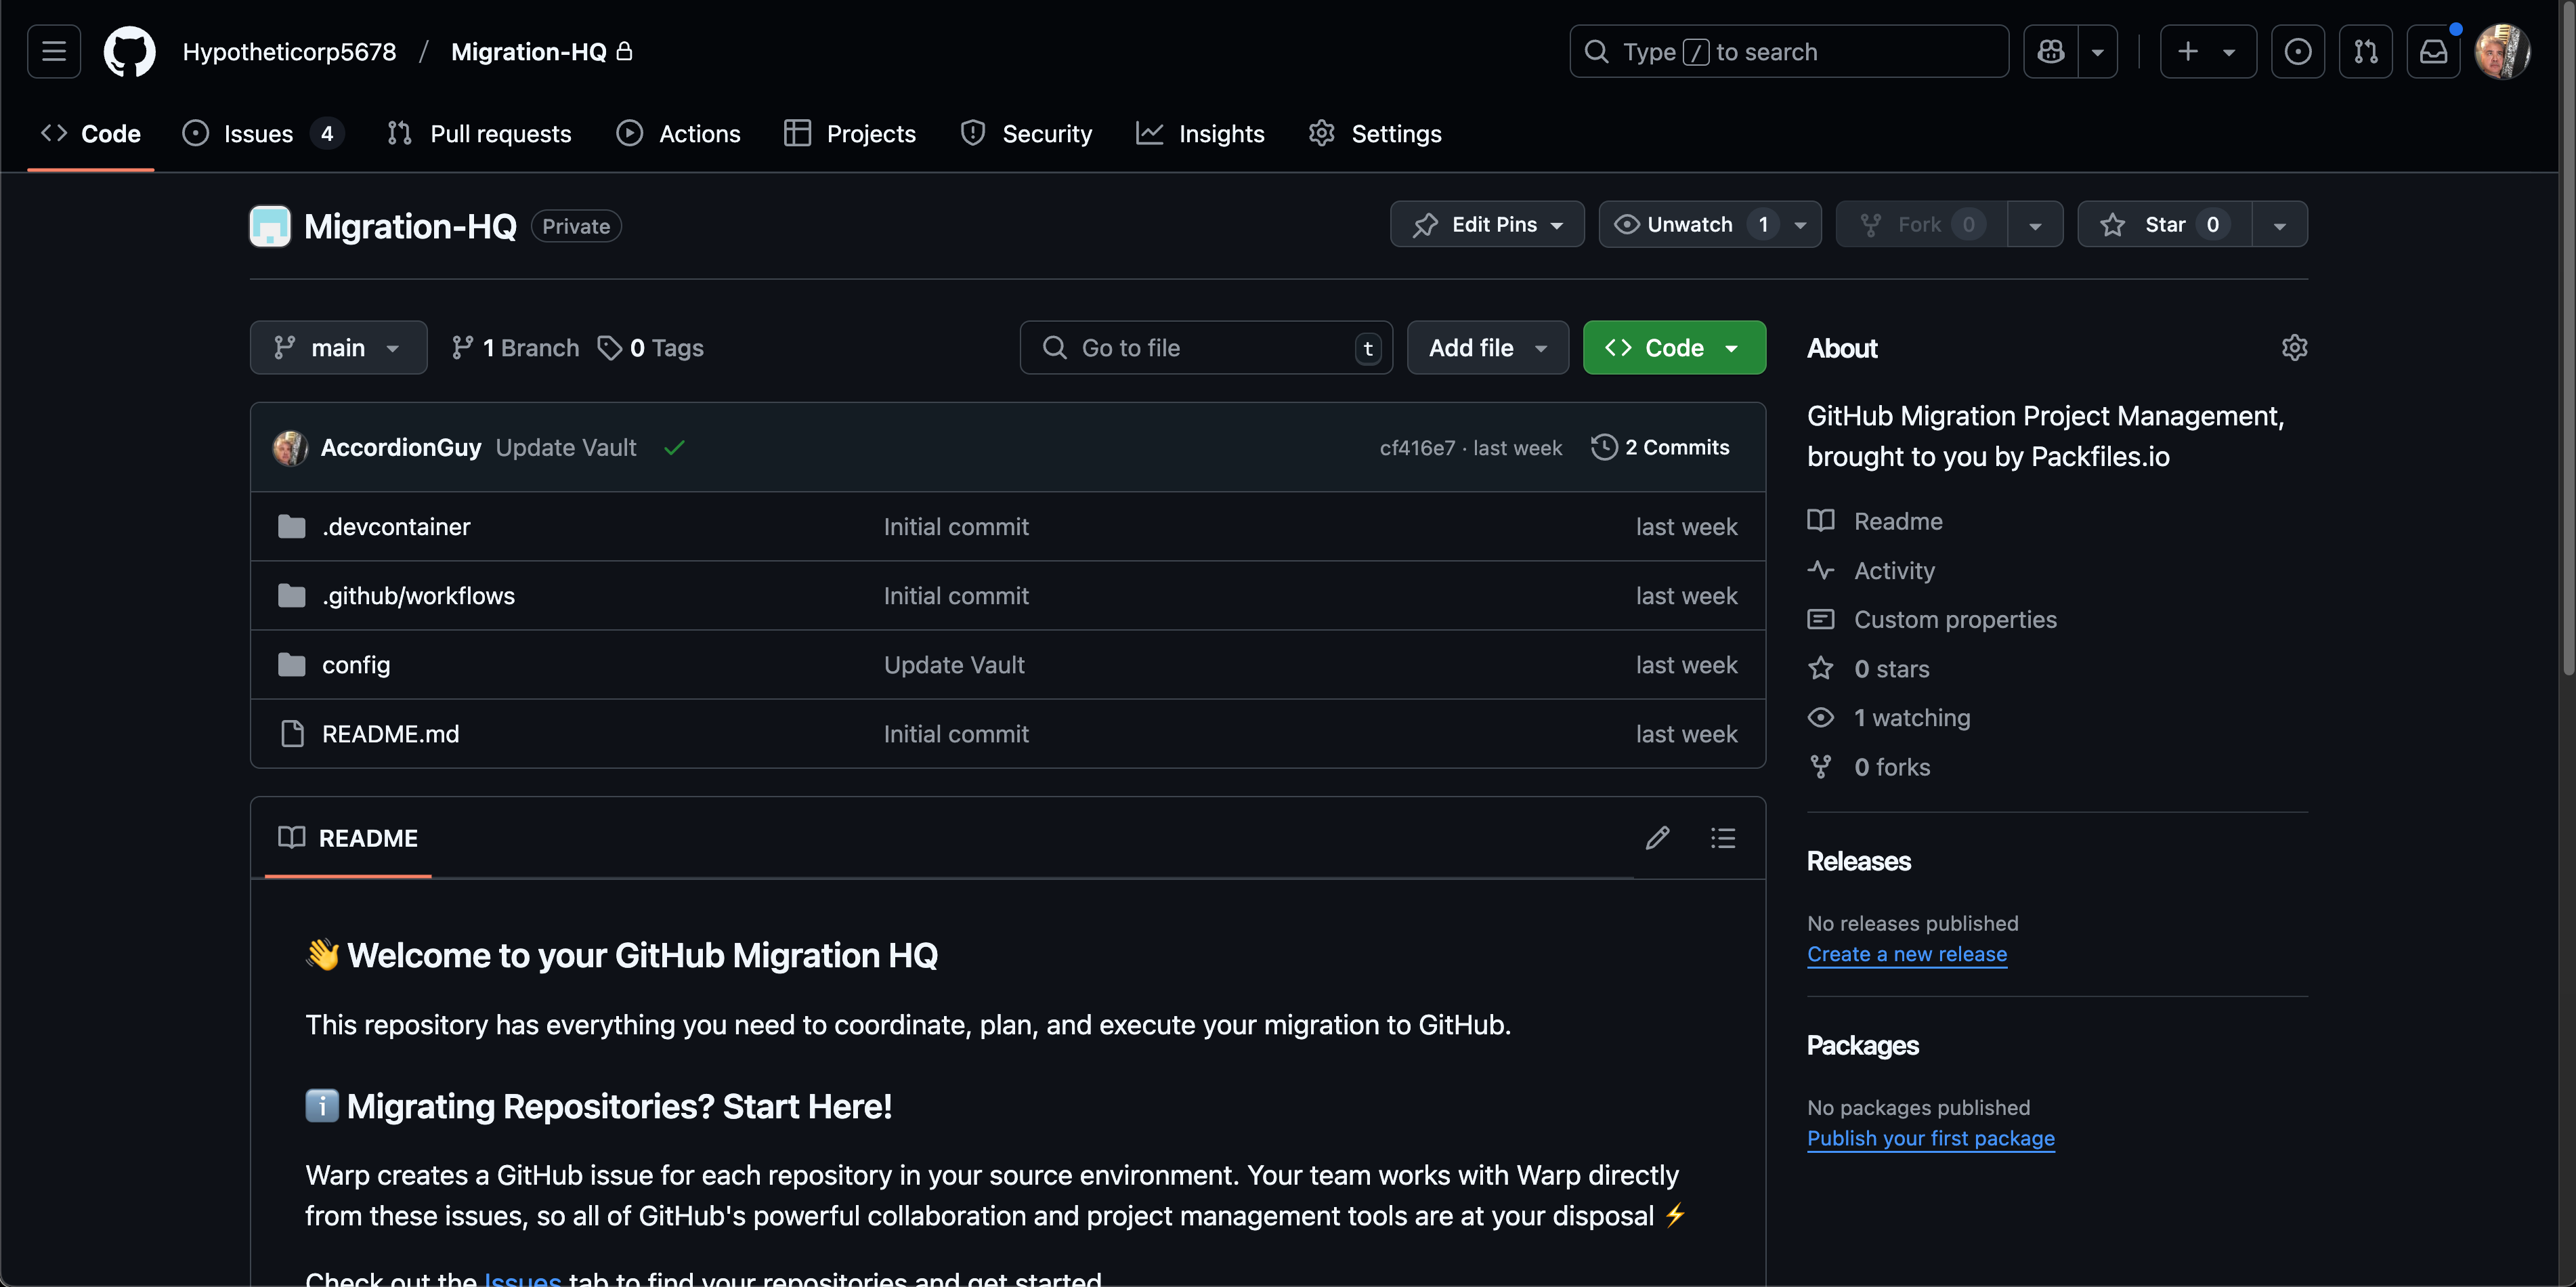 Hypotheticorp5678 / Migration-HQ
Type / to search
Code
Issues 4
Pull requests
Actions
Projects
Security
Insights
Settings
Migration-HQ Private
Edit Pins
Unwatch 1
Fork 0
Star 0
main
1 Branch
0 Tags
Go to file t
Add file
Code
AccordionGuy Update Vault
cf416e7 · last week
2 Commits
.devcontainer Initial commit last week
.github/workflows Initial commit last week
config Update Vault last week
README.md Initial commit last week
README
👋 Welcome to your GitHub Migration HQ
This repository has everything you need to coordinate, plan, and execute your migration to GitHub.
ℹ️ Migrating Repositories? Start Here!
Warp creates a GitHub issue for each repository in your source environment. Your team works with Warp directly
from these issues, so all of GitHub's powerful collaboration and project management tools are at your disposal ⚡
Check out the Issues tab to find your repositories and get started
About
GitHub Migration Project Management,
brought to you by Packfiles.io
Readme
Activity
Custom properties
0 stars
1 watching
0 forks
Releases
No releases published
Create a new release
Packages
No packages published
Publish your first package